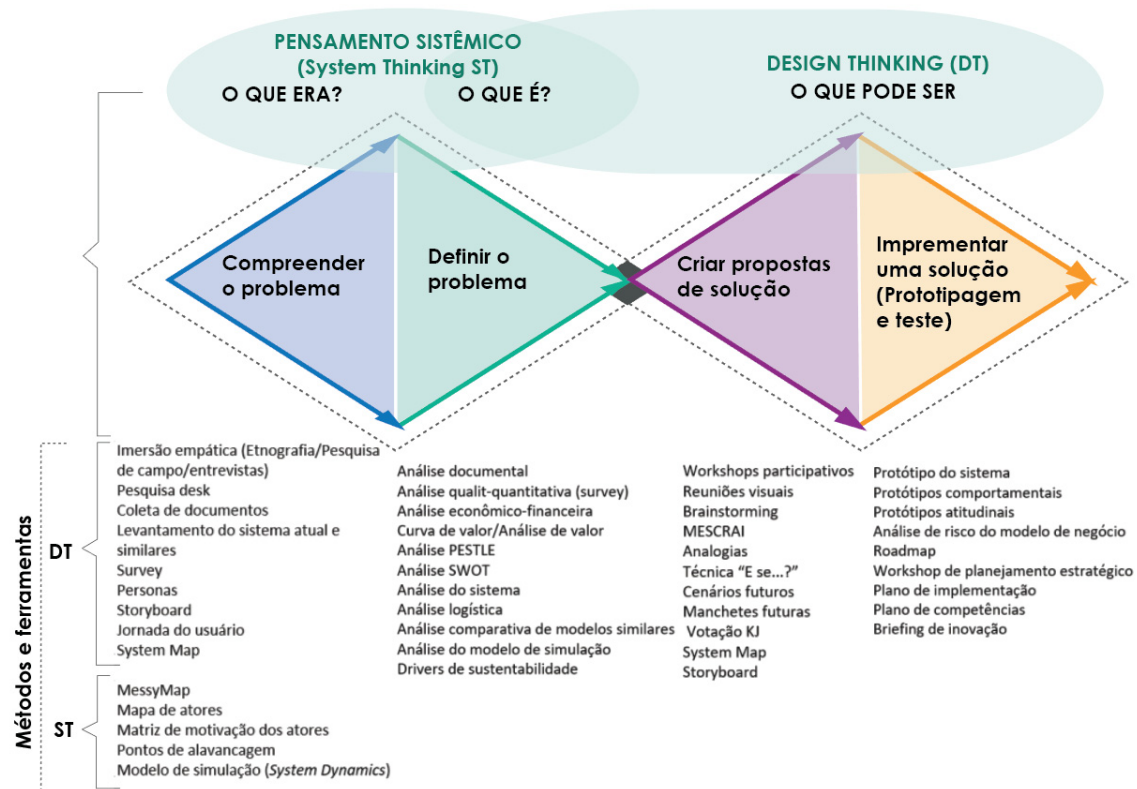 PENSAMENTO SISTÊMICO
(System Thinking ST)
O QUE ERA?
O QUE É?
DESIGN THINKING (DT)
O QUE PODE SER
Compreender
o problema
Definir o
problema
Criar propostas
de solução
Imprementar
uma solução
(Prototipagem
e teste)
Métodos e ferramentas
DT
Imersão empática (Etnografia/Pesquisa
de campo/entrevistas)
Pesquisa desk
Coleta de documentos
Levantamento do sistema atual e
similares
Survey
Personas
Storyboard
Jornada do usuário
System Map
Análise documental
Análise qualit-quantitativa (survey)
Análise econômico-financeira
Curva de valor/Análise de valor
Análise PESTLE
Análise SWOT
Análise do sistema
Análise logística
Análise comparativa de modelos similares
Análise do modelo de simulação
Drivers de sustentabilidade
Workshops participativos
Reuniões visuais
Brainstorming
MESCRAI
Analogias
Técnica “E se...?”
Cenários futuros
Manchetes futuras
Votação KJ
System Map
Storyboard
Protótipo do sistema
Protótipos comportamentais
Protótipos atitudinais
Análise de risco do modelo de negócio
Roadmap
Workshop de planejamento estratégico
Plano de implementação
Plano de competências
Briefing de inovação
ST
MessyMap
Mapa de atores
Matriz de motivação dos atores
Pontos de alavancagem
Modelo de simulação (System Dynamics)